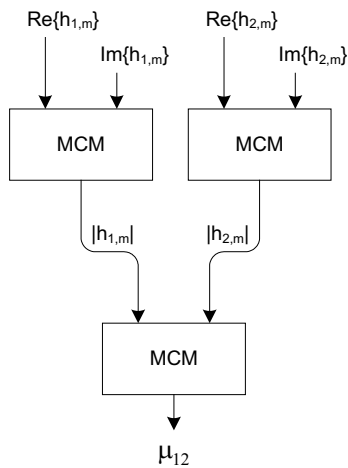 Re{h1,m}
Re{h2,m}
Im{h1,m}
Im{h2,m}
MCM
MCM
|h1,m|
|h2,m|
MCM
μ12